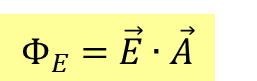 Φ_E = E⃗ · A⃗